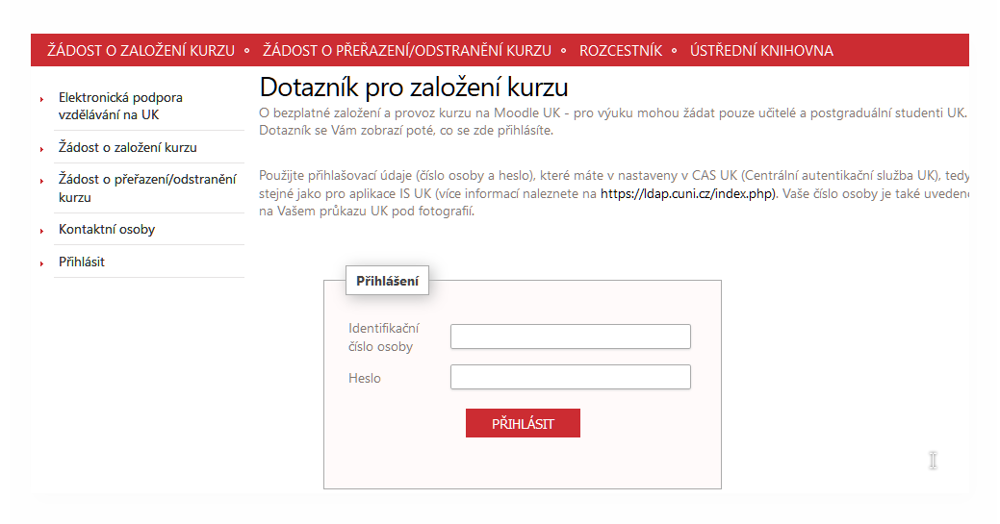 ŽÁDOST O ZALOŽENÍ KURZU ⚬ ŽÁDOST O PŘEŘAZENÍ/ODSTRANĚNÍ KURZU ⚬ ROZCESTNÍK ⚬ ÚSTŘEDNÍ KNIHOVNA
Elektronická podpora
vzdělávání na UK
Žádost o založení kurzu
Žádost o přeřazení/odstranění
kurzu
Kontaktní osoby
Přihlásit
Dotazník pro založení kurzu
O bezplatné založení a provoz kurzu na Moodle UK - pro výuku mohou žádat pouze učitelé a postgraduální studenti UK.
Dotazník se Vám zobrazí poté, co se zde přihlásíte.
Použijte přihlašovací údaje (číslo osoby a heslo), které máte v nastaveny v CAS UK (Centrální autentikační služba UK), tedy
stejné jako pro aplikace IS UK (více informací naleznete na https://ldap.cuni.cz/index.php). Vaše číslo osoby je také uveden
na Vašem průkazu UK pod fotografií.
Přihlášení
Identifikační
číslo osoby
Heslo
PŘIHLÁSIT